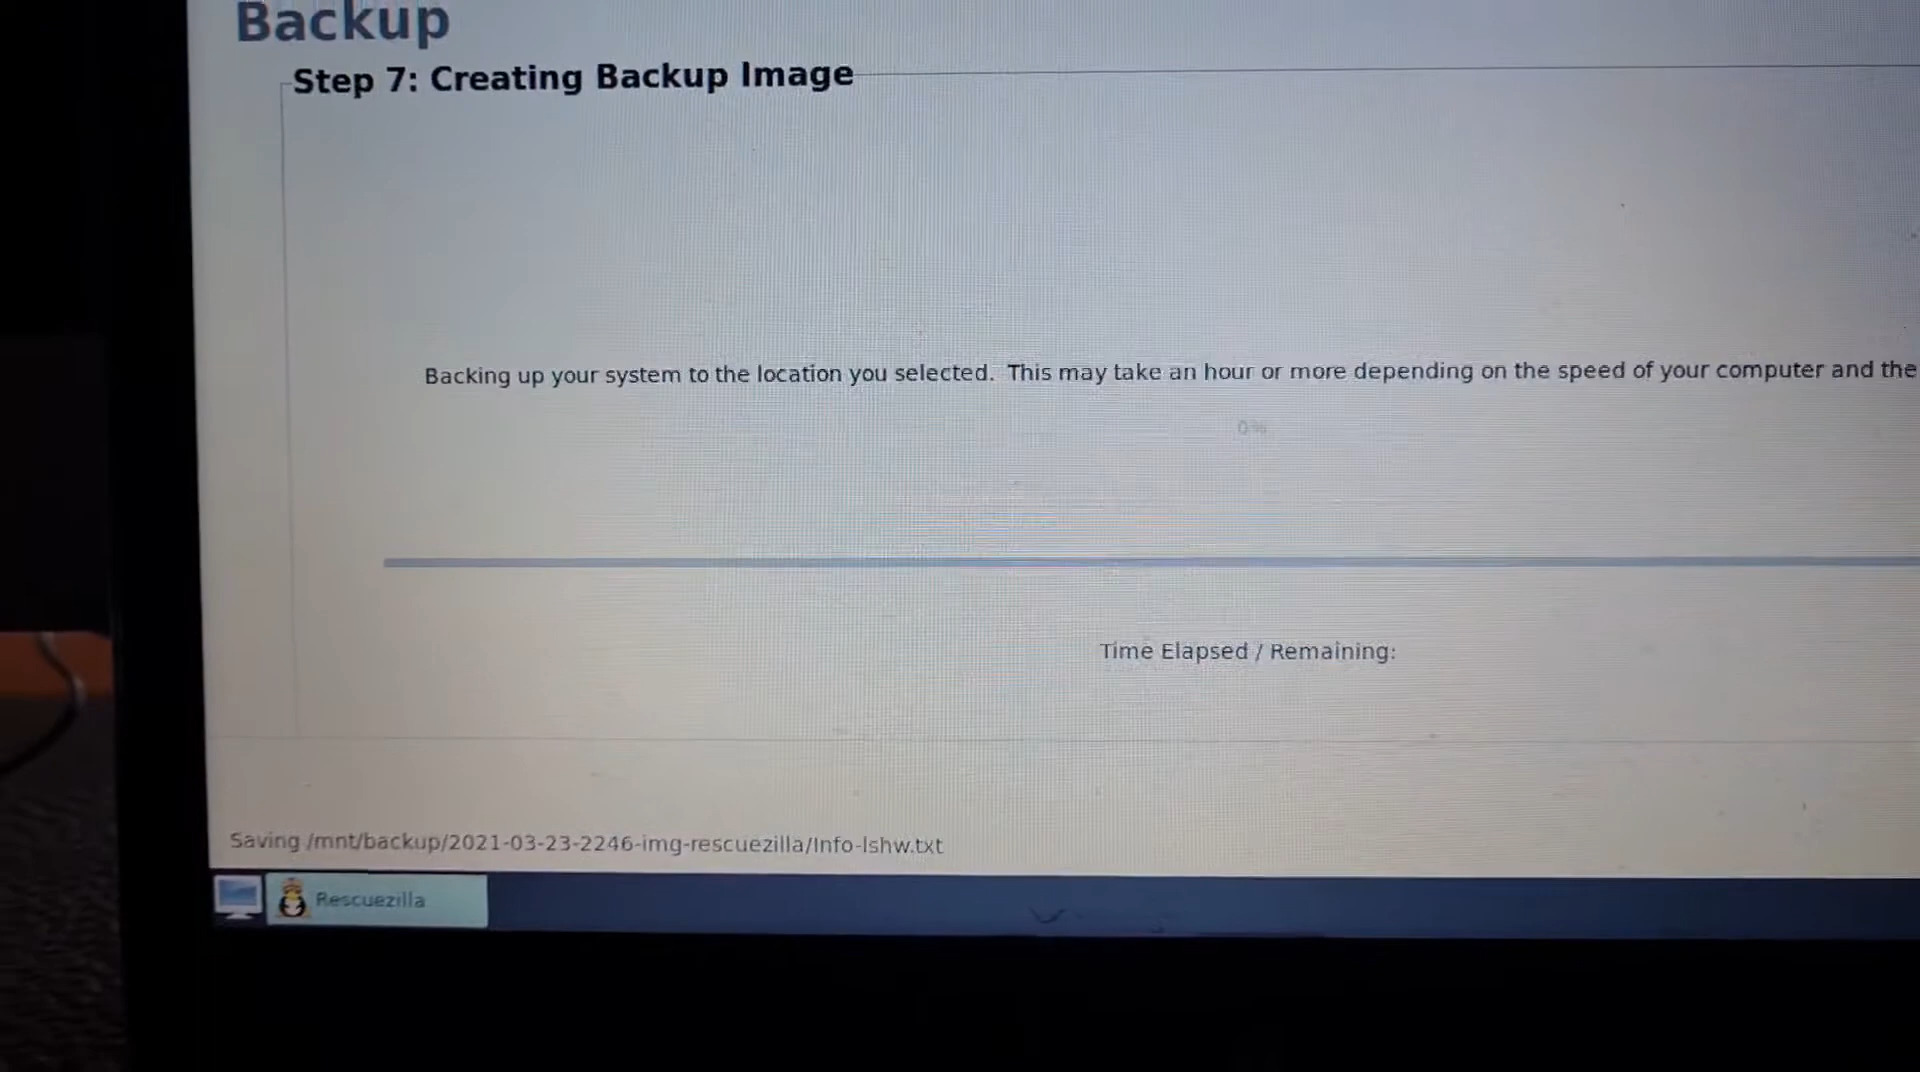 Backup
Step 7: Creating Backup Image
Backing up your system to the location you selected. This may take an hour or more depending on the speed of your computer and the
0%
Time Elapsed / Remaining:
Saving /mnt/backup/2021-03-23-2246-img-rescuezilla/Info-lshw.txt
Rescuezilla